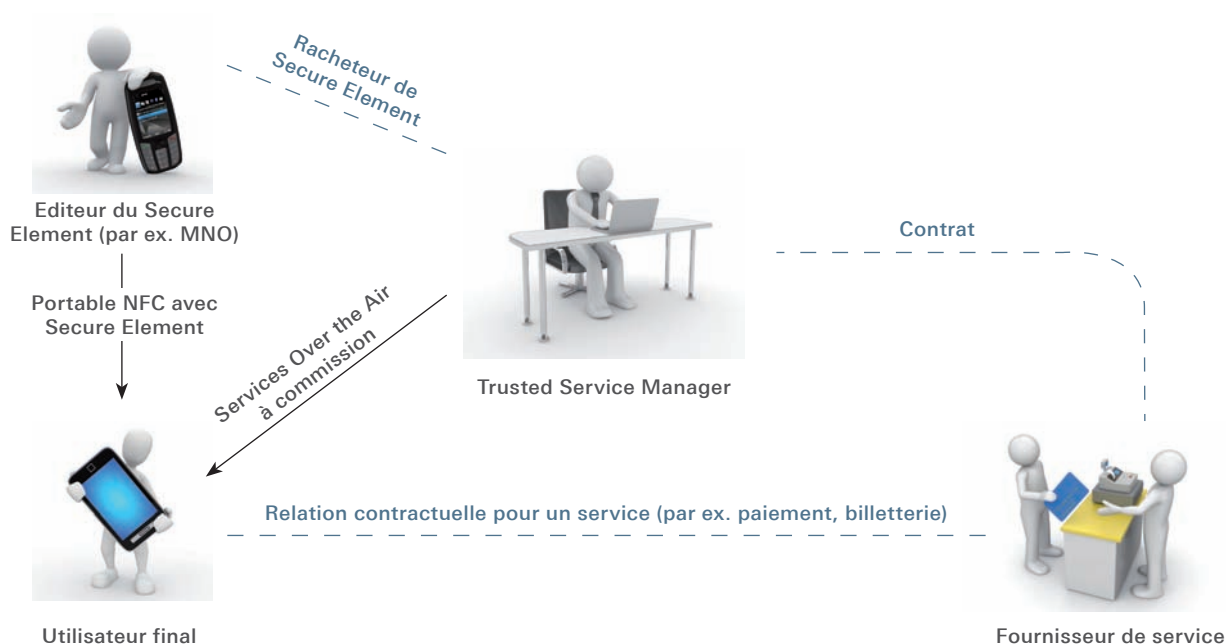 Racheteur de
Secure Element
Editeur du Secure
Element (par ex. MNO)
Contrat
Portable NFC avec
Secure Element
Services Over the Air
à commission
Trusted Service Manager
Relation contractuelle pour un service (par ex. paiement, billetterie)
Utilisateur final
Fournisseur de service